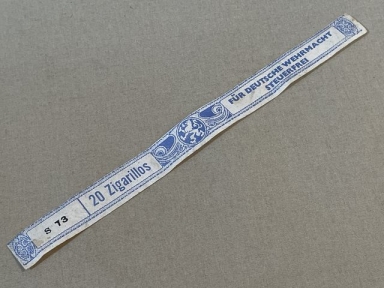 S 73
20 Zigarillos
FÜR DEUTSCHE WEHRMACHT
STEUERFREI